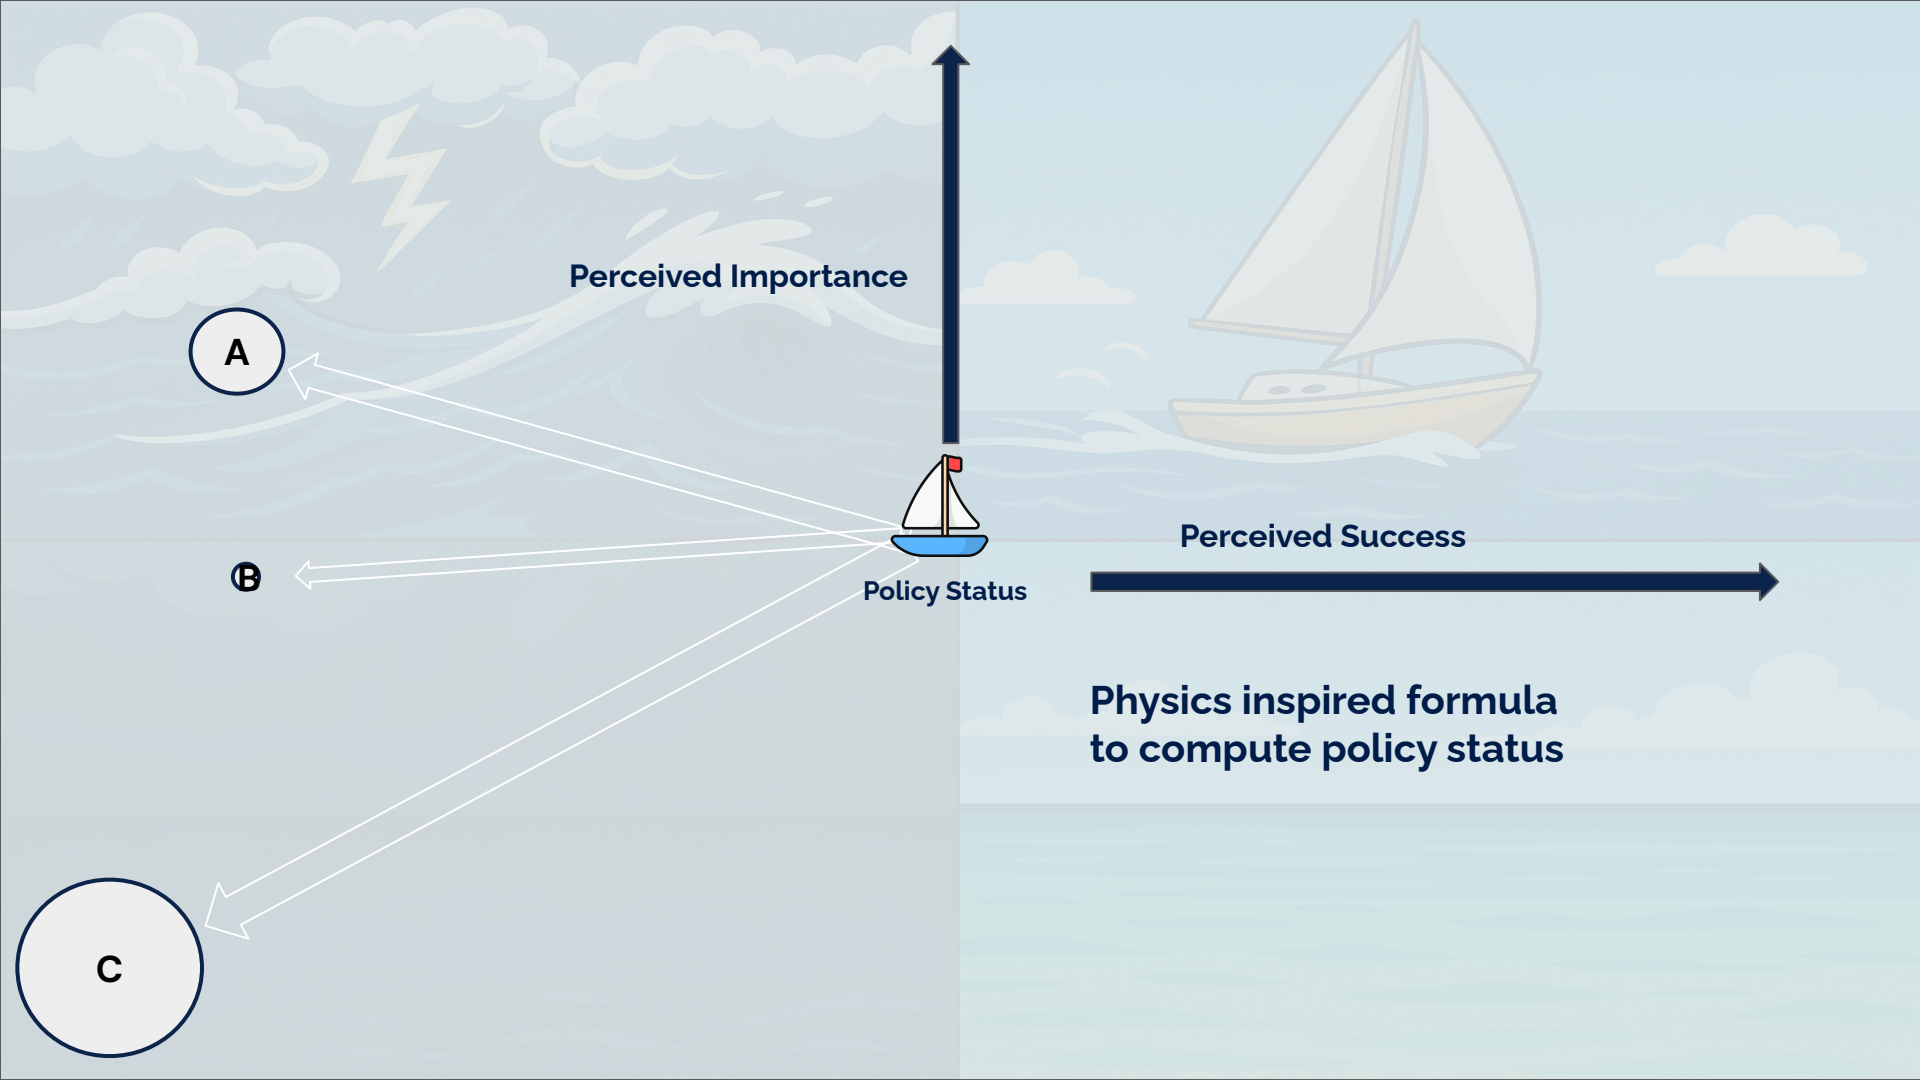 Perceived Importance
A
Perceived Success
B
Policy Status
Physics inspired formula
to compute policy status
C